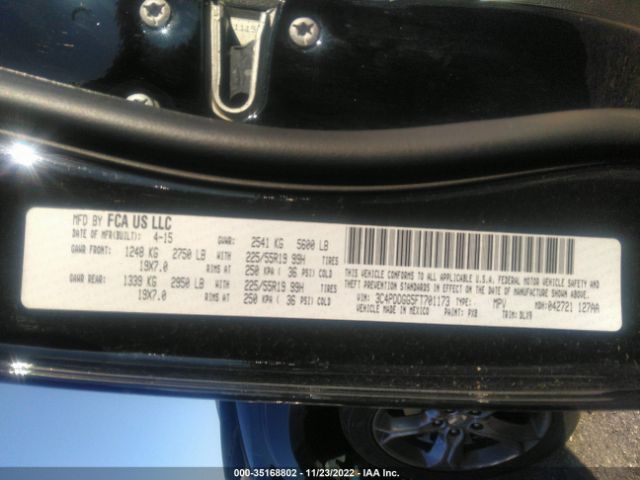 MFD BY FCA US LLC
DATE OF MFR(BUILT): 4-15 GVWR: 2541 KG 5600 LB
GAWR FRONT: 1248 KG 2750 LB 225/55R19 99H TIRES
19X7.0 RIMS AT 250 KPA ( 36 PSI) COLD
GAWR REAR: 1339 KG 2950 LB 225/55R19 99H TIRES
19X7.0 RIMS AT 250 KPA ( 36 PSI) COLD
THIS VEHICLE CONFORMS TO ALL APPLICABLE U.S.A. FEDERAL MOTOR VEHICLE SAFETY AND
THEFT PREVENTION STANDARDS IN EFFECT ON THE DATE OF MANUFACTURE SHOWN ABOVE.
VIN: 3C4PDDGG5FT701173 TYPE: MPV MDH:042721 127AA
VEHICLE MADE IN MEXICO PAINT: PX8 TRIM: DLX9
000-35168802 - 11/23/2022 - IAA Inc.